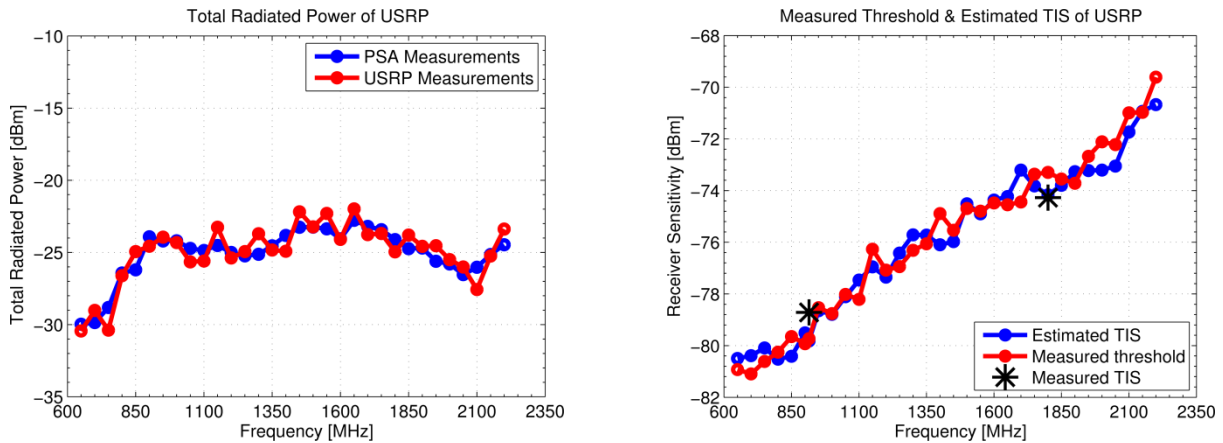 Total Radiated Power of USRP
−10
−15
−20
−25
−30
−35
Total Radiated Power [dBm]
PSA Measurements
USRP Measurements
600 850 1100 1350 1600 1850 2100 2350
Frequency [MHz]
Measured Threshold & Estimated TIS of USRP
−68
−70
−72
−74
−76
−78
−80
−82
Receiver Sensitivity [dBm]
Estimated TIS
Measured threshold
Measured TIS
600 850 1100 1350 1600 1850 2100 2350
Frequency [MHz]